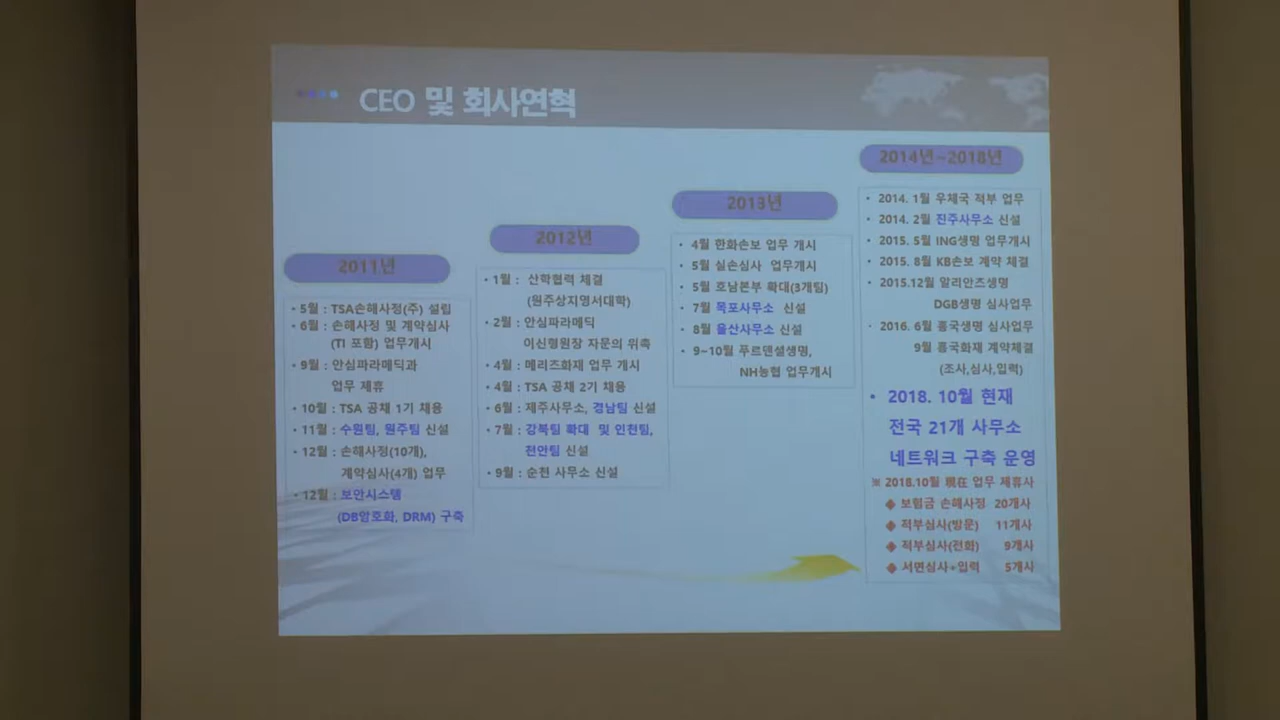 CEO 및 회사연혁
2011년
• 5월 : TSA손해사정(주) 설립
• 6월 : 손해사정 및 계약심사
(TI 포함) 업무개시
• 9월 : 안심파라메딕과
업무 제휴
• 10월 : TSA 공채 1기 채용
• 11월 : 수원팀, 원주팀 신설
• 12월 : 손해사정(10개),
계약심사(4개) 업무
• 12월 : 보안시스템
(DB암호화, DRM) 구축
2012년
• 1월 : 산학협력 체결
(원주상지영서대학)
• 2월 : 안심파라메딕
이신형원장 자문의 위촉
• 4월 : 메리츠화재 업무 개시
• 4월 : TSA 공채 2기 채용
• 6월 : 제주사무소, 경남팀 신설
• 7월 : 강북팀 확대 및 인천팀,
천안팀 신설
• 9월 : 순천 사무소 신설
2013년
• 4월 한화손보 업무 개시
• 5월 실손심사 업무개시
• 5월 호남본부 확대(3개팀)
• 7월 목포사무소 신설
• 8월 울산사무소 신설
• 9~10월 푸르덴셜생명,
NH농협 업무개시
2014년~2018년
• 2014. 1월 우체국 적부 업무
• 2014. 2월 진주사무소 신설
• 2015. 5월 ING생명 업무개시
• 2015. 8월 KB손보 계약 체결
• 2015.12월 알리안츠생명
DGB생명 심사업무
• 2016. 6월 흥국생명 심사업무
9월 흥국화재 계약체결
(조사,심사,입력)
• 2018. 10월 현재
전국 21개 사무소
네트워크 구축 운영
※ 2018.10월 現在 업무 제휴사
◈ 보험금 손해사정 20개사
◈ 적부심사(방문) 11개사
◈ 적부심사(전화) 9개사
◈ 서면심사+입력 5개사